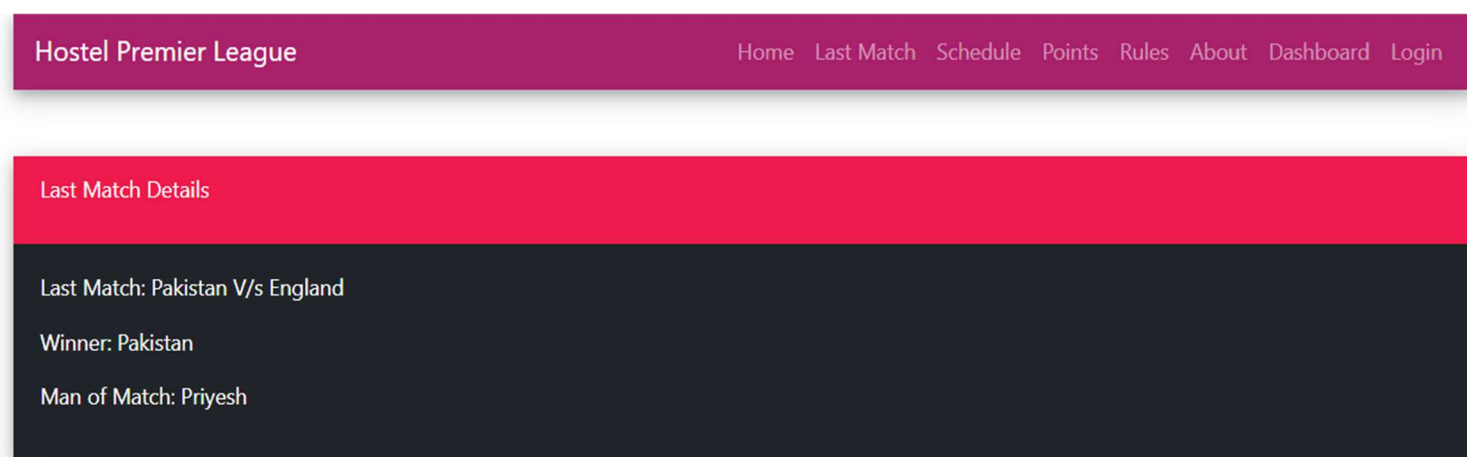 Hostel Premier League Home Last Match Schedule Points Rules About Dashboard Login
Last Match Details
Last Match: Pakistan V/s England
Winner: Pakistan
Man of Match: Priyesh